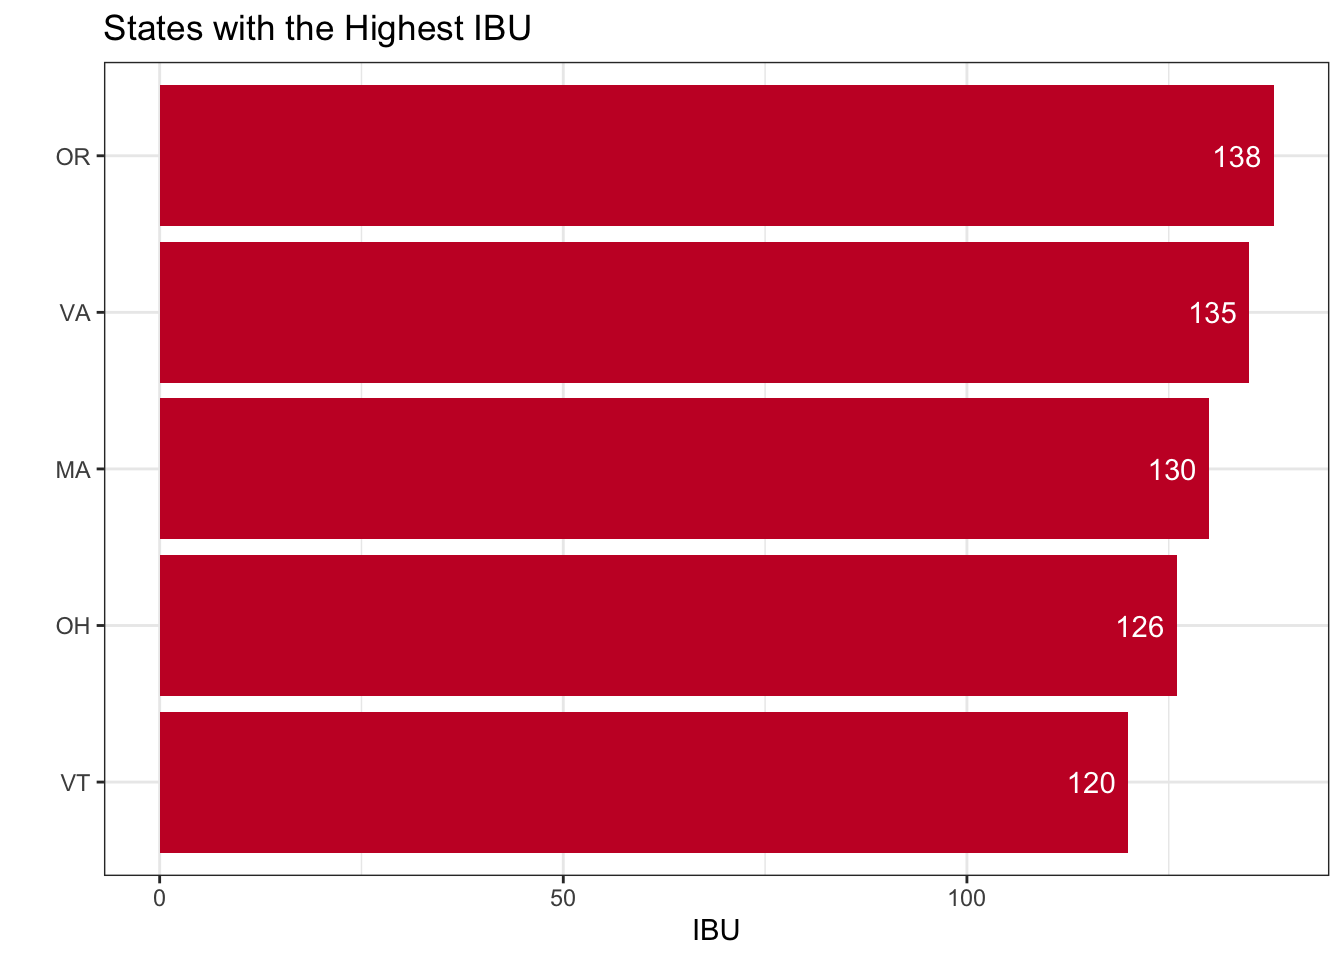 States with the Highest IBU
OR 138
VA 135
MA 130
OH 126
VT 120
0 50 100
IBU